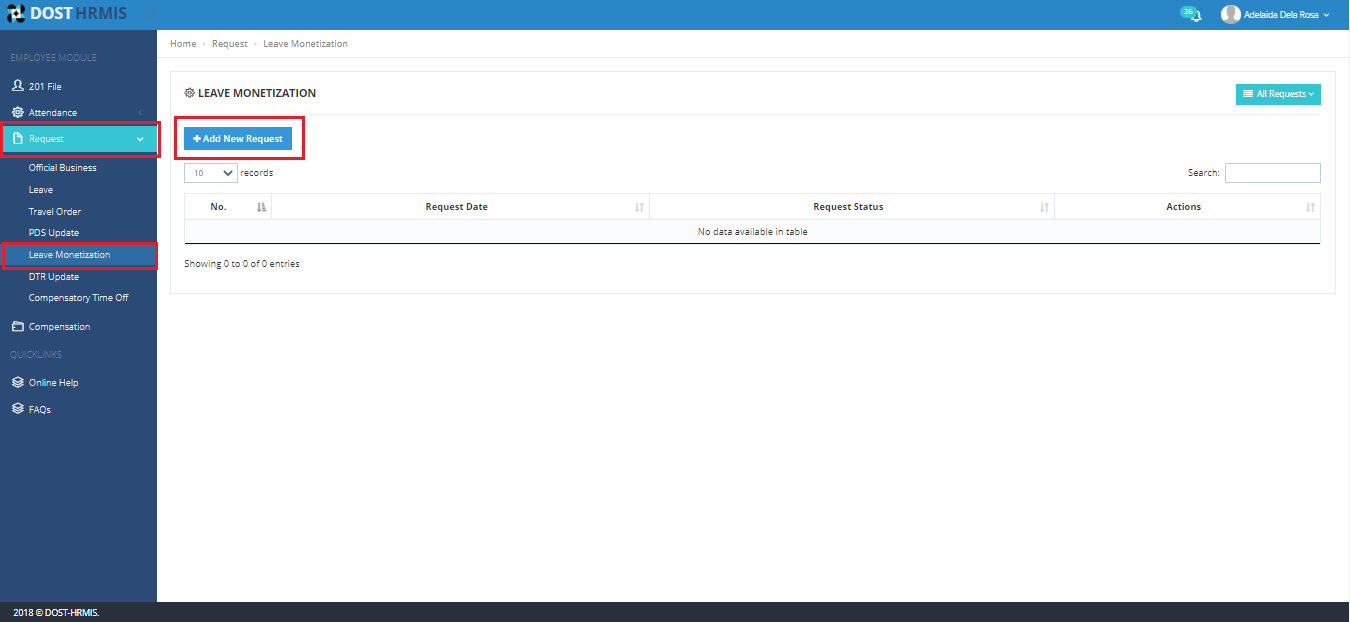 DOST HRMIS
26
Adelaida Dela Rosa
EMPLOYEE MODULE
201 File
Attendance
Request
Official Business
Leave
Travel Order
PDS Update
Leave Monetization
DTR Update
Compensatory Time Off
Compensation
QUICKLINKS
Online Help
FAQs
Home - Request - Leave Monetization
LEAVE MONETIZATION
All Requests
+ Add New Request
10 records
Search:
No. Request Date Request Status Actions
No data available in table
Showing 0 to 0 of 0 entries
2018 © DOST-HRMIS.